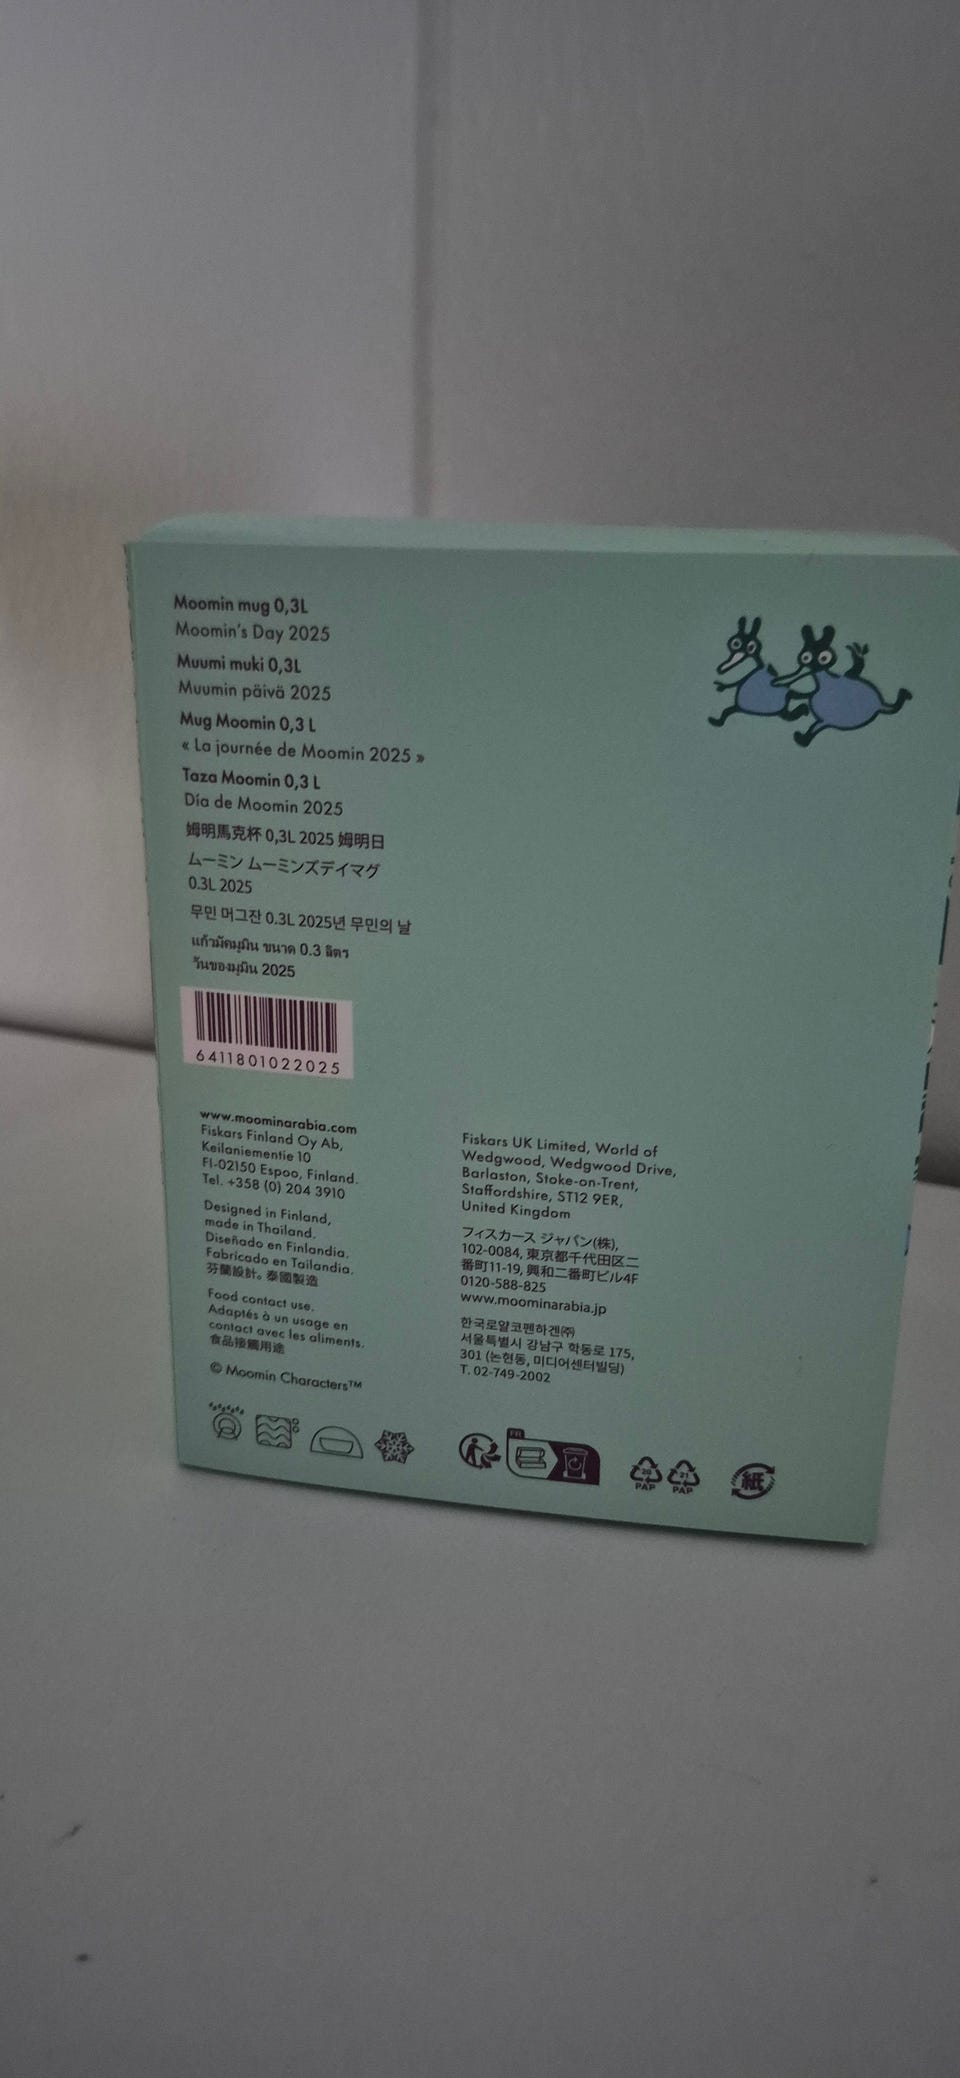 Moomin mug 0,3L
Moomin's Day 2025
Muumi muki 0,3L
Muumin päivä 2025
Mug Moomin 0,3 L
« La journée de Moomin 2025 »
Taza Moomin 0,3 L
Día de Moomin 2025
姆明馬克杯 0,3L 2025 姆明日
ムーミン ムーミンズデイマグ
0.3L 2025
무민 머그잔 0.3L 2025년 무민의 날
แก้วมัคมูมิน ขนาด 0.3 ลิตร
วันของมูมิน 2025
6411801022025
www.moominarabia.com
Fiskars Finland Oy Ab,
Keilaniementie 10
FI-02150 Espoo, Finland.
Tel. +358 (0) 204 3910
Designed in Finland,
made in Thailand.
Diseñado en Finlandia.
Fabricado en Tailandia.
芬蘭設計。泰國製造
Food contact use.
Adaptés à un usage en
contact avec les aliments.
食品接觸用途
© Moomin Characters™
Fiskars UK Limited, World of
Wedgwood, Wedgwood Drive,
Barlaston, Stoke-on-Trent,
Staffordshire, ST12 9ER,
United Kingdom
フィスカース ジャパン(株),
102-0084, 東京都千代田区二
番町11-19, 興和二番町ビル4F
0120-588-825
www.moominarabia.jp
한국로얄코펜하겐㈜
서울특별시 강남구 학동로 175,
301 (논현동, 미디어센터빌딩)
T. 02-749-2002
FR
20
PAP
21
PAP
紙